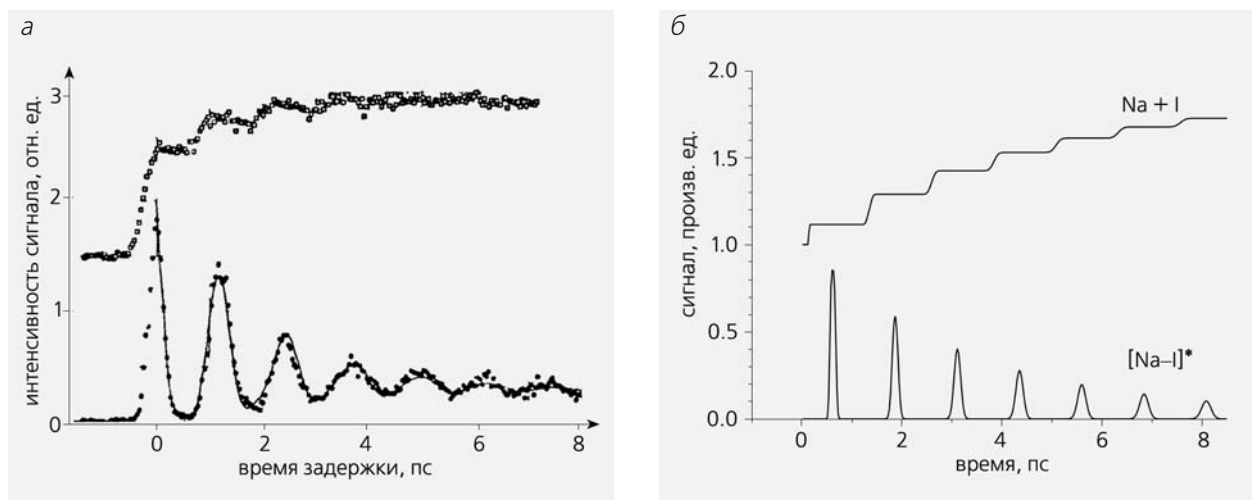 а
интенсивность сигнала, отн. ед.
3
2
1
0
0
2
4
6
8
время задержки, пс
б
сигнал, произв. ед.
2.0
1.5
1.0
0.5
0.0
Na + I
[Na–I]*
0
2
4
6
8
время, пс